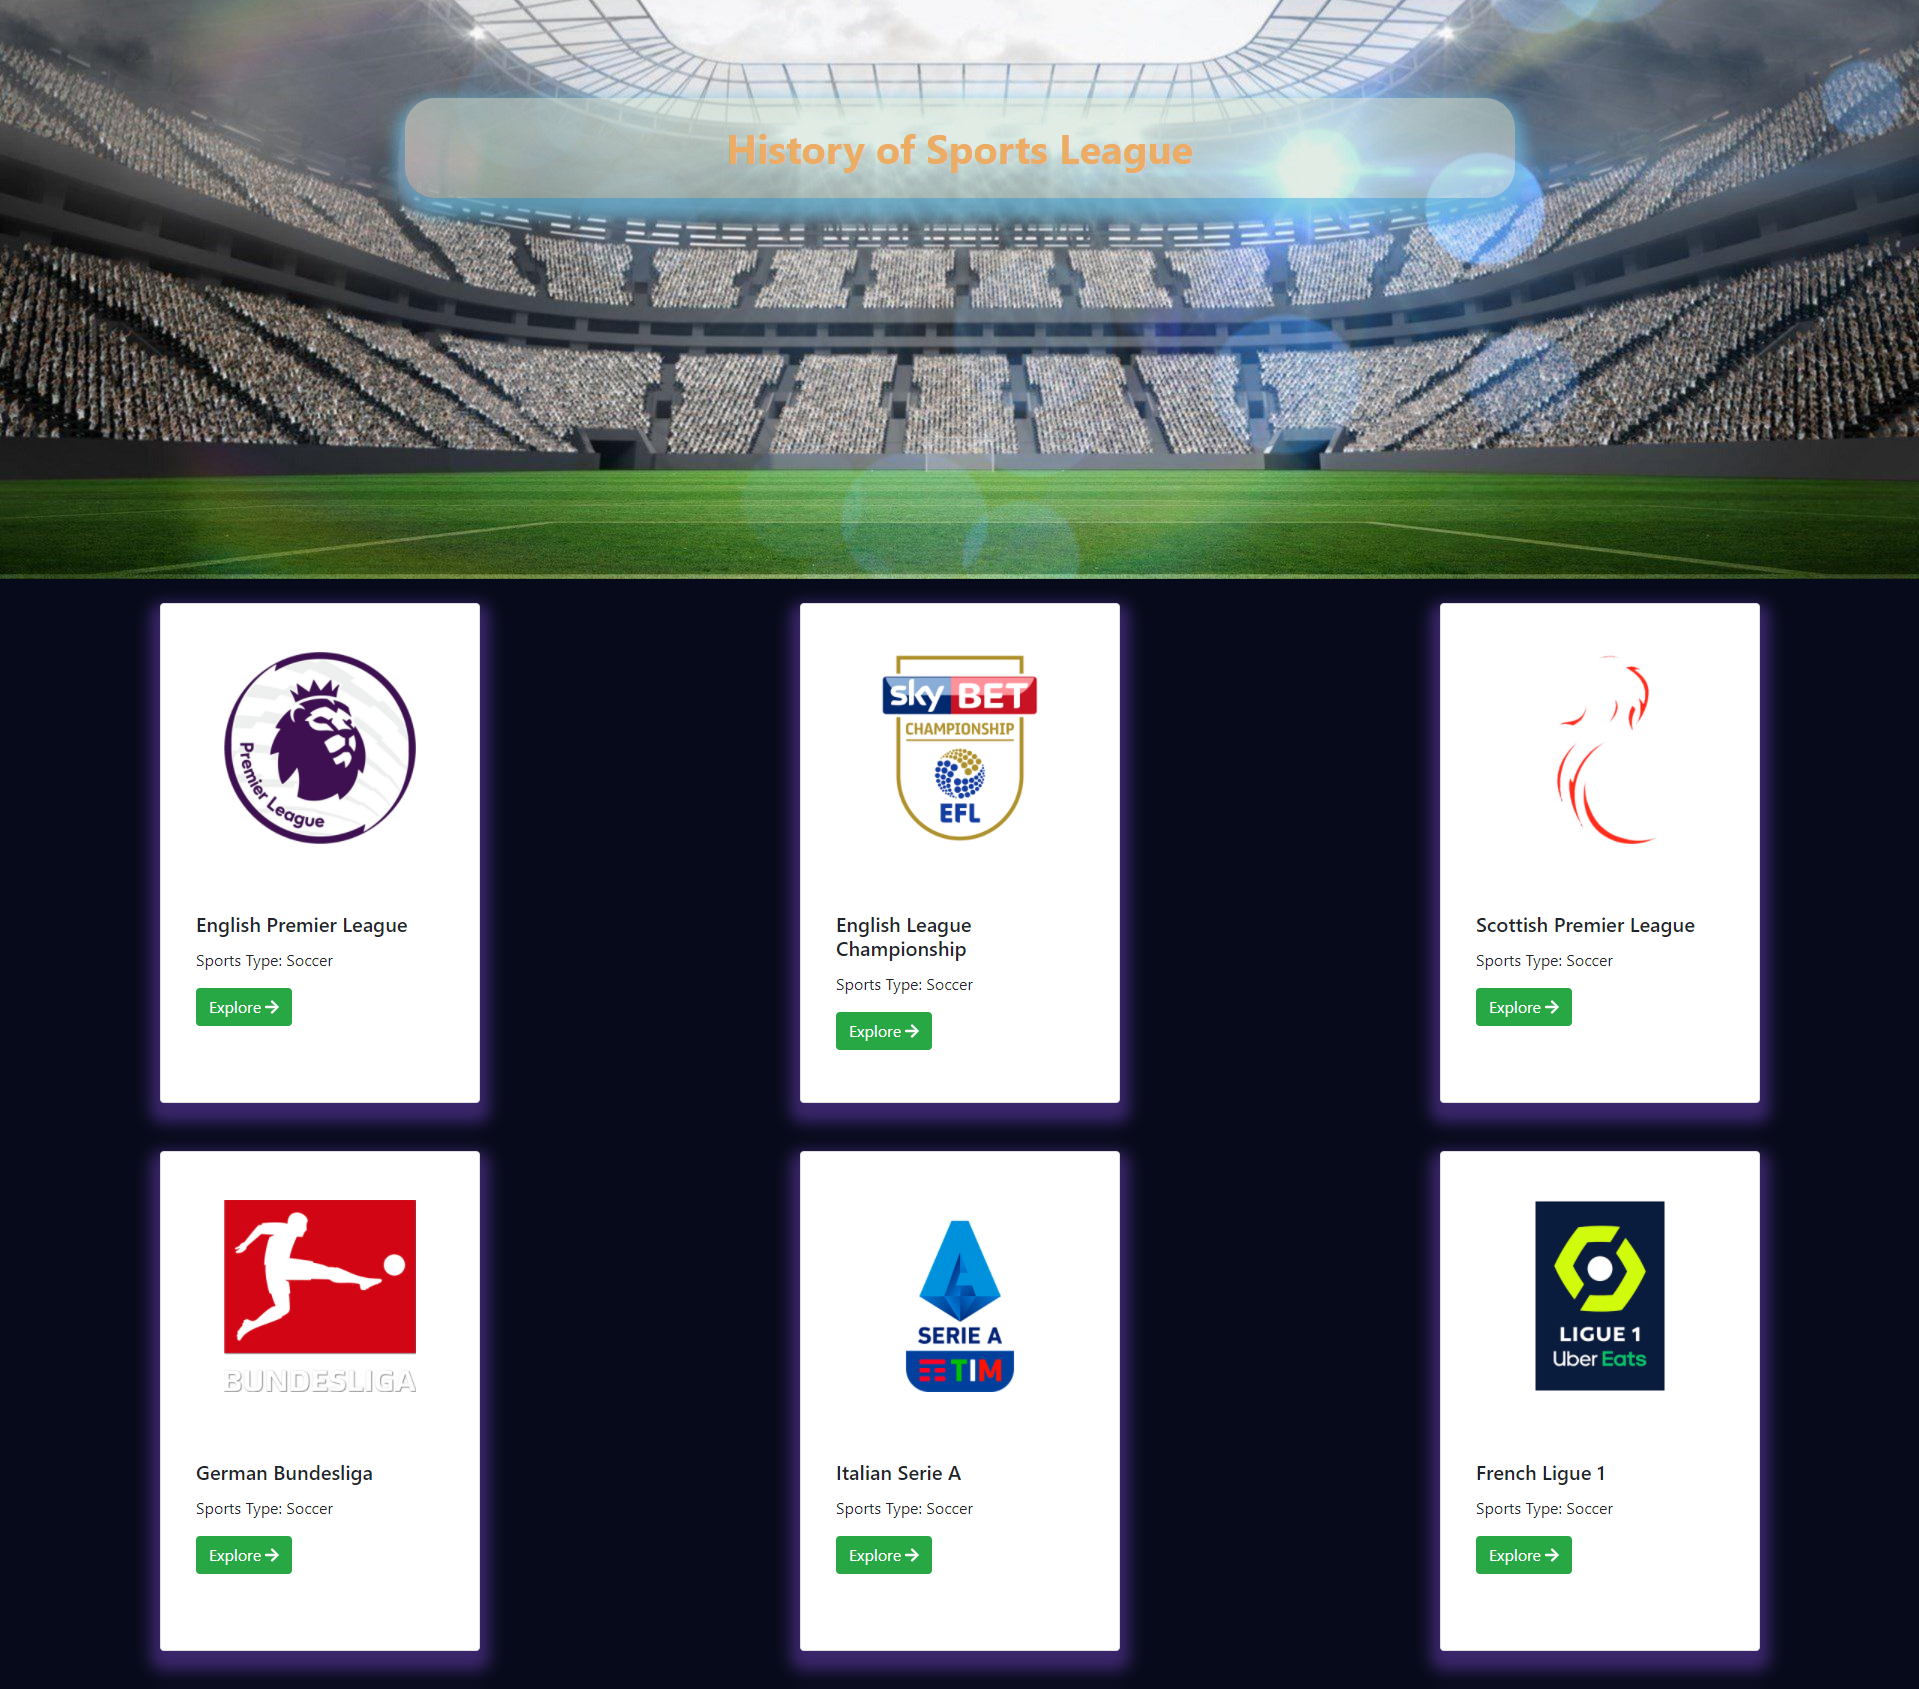 History of Sports League
Premier League
English Premier League
Sports Type: Soccer
Explore
sky BET
CHAMPIONSHIP
EFL
English League
Championship
Sports Type: Soccer
Explore
Scottish Premier League
Sports Type: Soccer
Explore
BUNDESLIGA
German Bundesliga
Sports Type: Soccer
Explore
SERIE A
TIM
Italian Serie A
Sports Type: Soccer
Explore
LIGUE 1
Uber Eats
French Ligue 1
Sports Type: Soccer
Explore